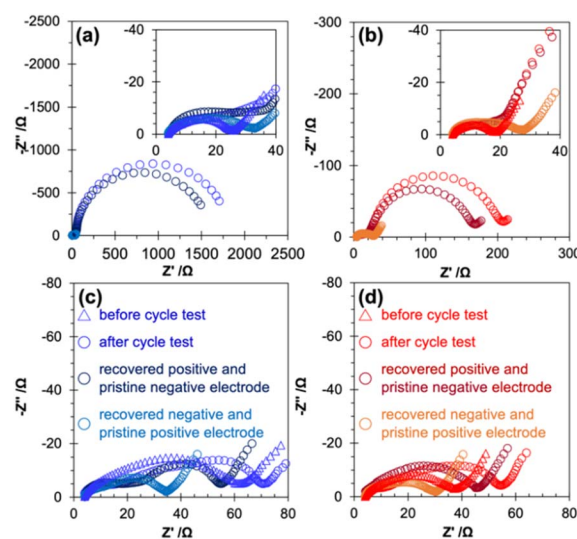 (a)
-Z'' /Ω
-2500
-2000
-1500
-1000
-500
0
0 500 1000 1500 2000 2500
Z' /Ω
-40
-20
0
0 20 40
(b)
-Z'' /Ω
-300
-200
-100
0
0 100 200 300
Z' /Ω
-40
-20
0
0 20 40
(c)
before cycle test
after cycle test
recovered positive and
pristine negative electrode
recovered negative and
pristine positive electrode
-Z'' /Ω
-80
-60
-40
-20
0
0 20 40 60 80
Z' /Ω
(d)
before cycle test
after cycle test
recovered positive and
pristine negative electrode
recovered negative and
pristine positive electrode
-Z'' /Ω
-80
-60
-40
-20
0
0 20 40 60 80
Z' /Ω